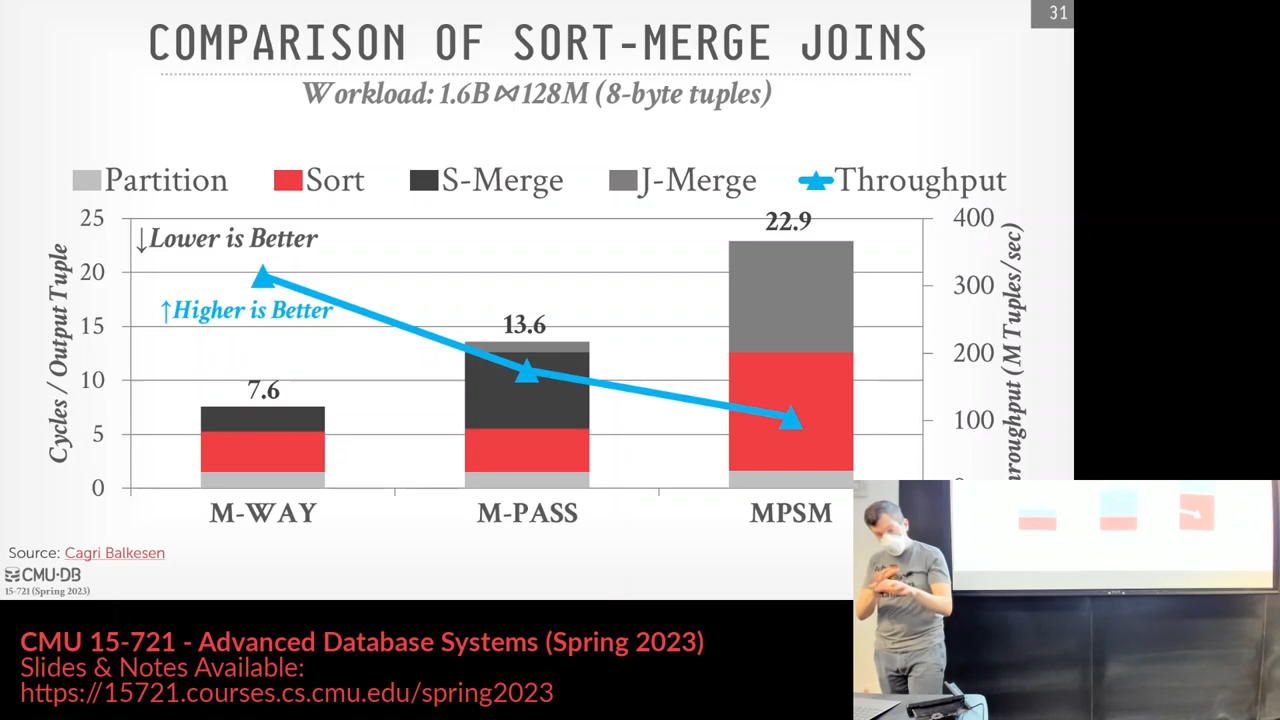 31
COMPARISON OF SORT-MERGE JOINS
Workload: 1.6B⋈128M (8-byte tuples)
Partition Sort S-Merge J-Merge Throughput
25 400
22.9
↓Lower is Better
20 300
↑Higher is Better
15 200
13.6
10 100
7.6
5
0
Cycles / Output Tuple
(M Tuples/sec)
M-WAY M-PASS MPSM
Source: Cagri Balkesen
CMU·DB
15-721 (Spring 2023)
CMU 15-721 - Advanced Database Systems (Spring 2023)
Slides & Notes Available:
https://15721.courses.cs.cmu.edu/spring2023